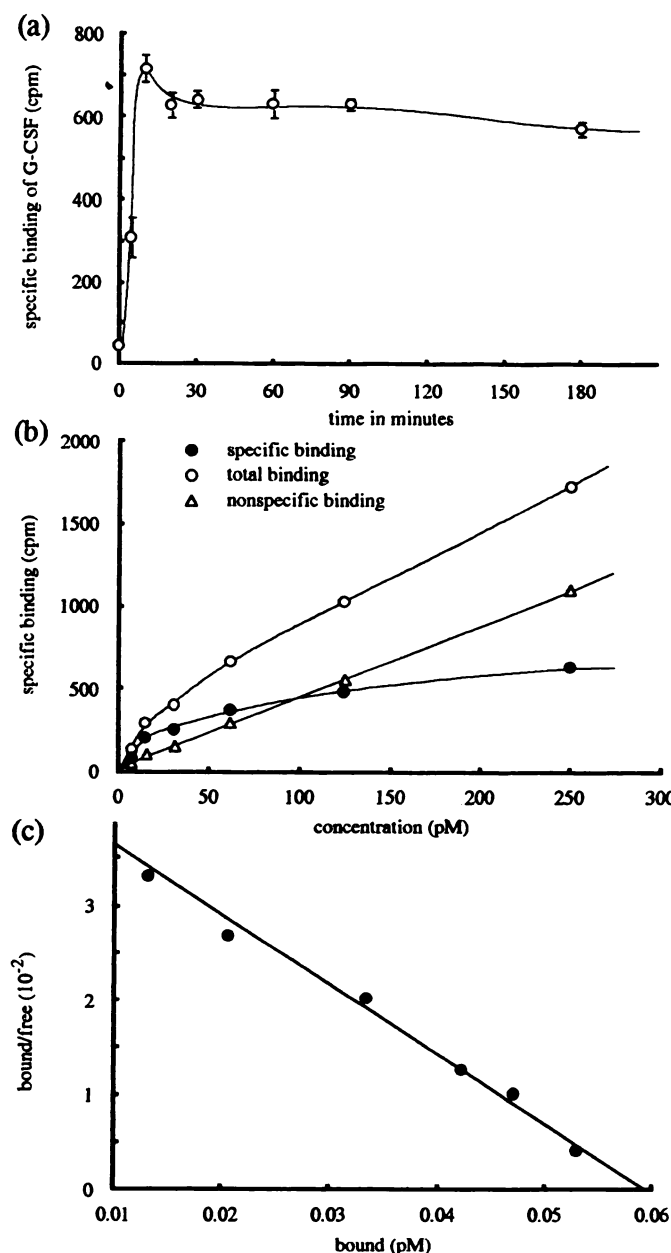 (a)
800
600
400
200
0
specific binding of G-CSF (cpm)
0 30 60 90 120 150 180
time in minutes
(b)
2000
1500
1000
500
0
specific binding (cpm)
specific binding
total binding
nonspecific binding
0 50 100 150 200 250 300
concentration (pM)
(c)
3
2
1
0
bound/free (10-2)
0.01 0.02 0.03 0.04 0.05 0.06
bound (pM)